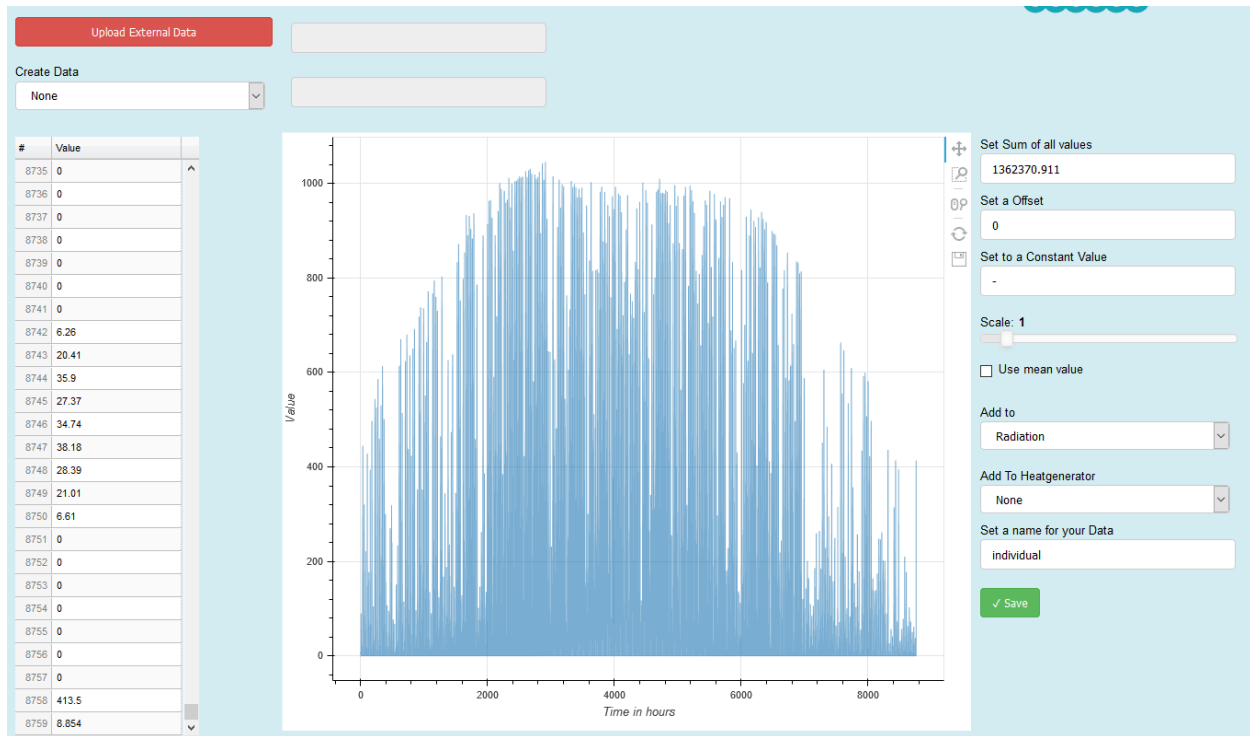 Upload External Data
Create Data
None
# Value
8735 0
8736 0
8737 0
8738 0
8739 0
8740 0
8741 0
8742 6.26
8743 20.41
8744 35.9
8745 27.37
8746 34.74
8747 38.18
8748 28.39
8749 21.01
8750 6.61
8751 0
8752 0
8753 0
8754 0
8755 0
8756 0
8757 0
8758 413.5
8759 8.854
1000
800
600
400
200
0
Value
0 2000 4000 6000 8000
Time in hours
Set Sum of all values
1362370.911
Set a Offset
0
Set to a Constant Value
-
Scale: 1
Use mean value
Add to
Radiation
Add To Heatgenerator
None
Set a name for your Data
individual
✓ Save